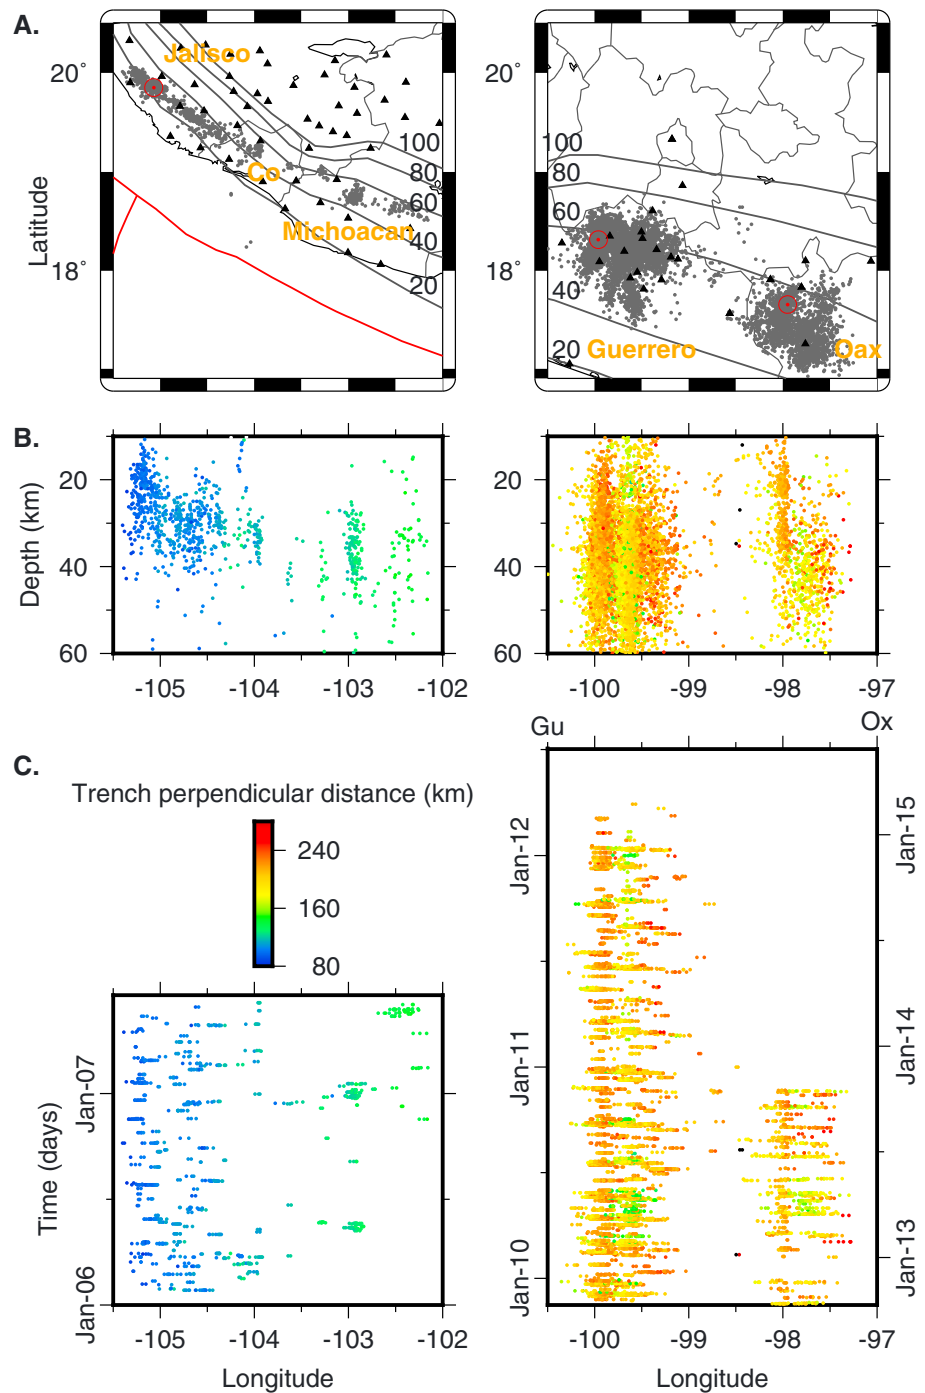 A.
20°
18°
Latitude
Jalisco
Co
Michoacan
100
80
60
40
20
20°
18°
100
80
60
40
20
Guerrero
Oax
B.
Depth (km)
20
40
60
-105
-104
-103
-102
20
40
60
-100
-99
-98
-97
C.
Trench perpendicular distance (km)
240
160
80
Time (days)
Jan-07
Jan-06
-105
-104
-103
-102
Longitude
Gu
Ox
Jan-12
Jan-11
Jan-10
Jan-15
Jan-14
Jan-13
-100
-99
-98
-97
Longitude